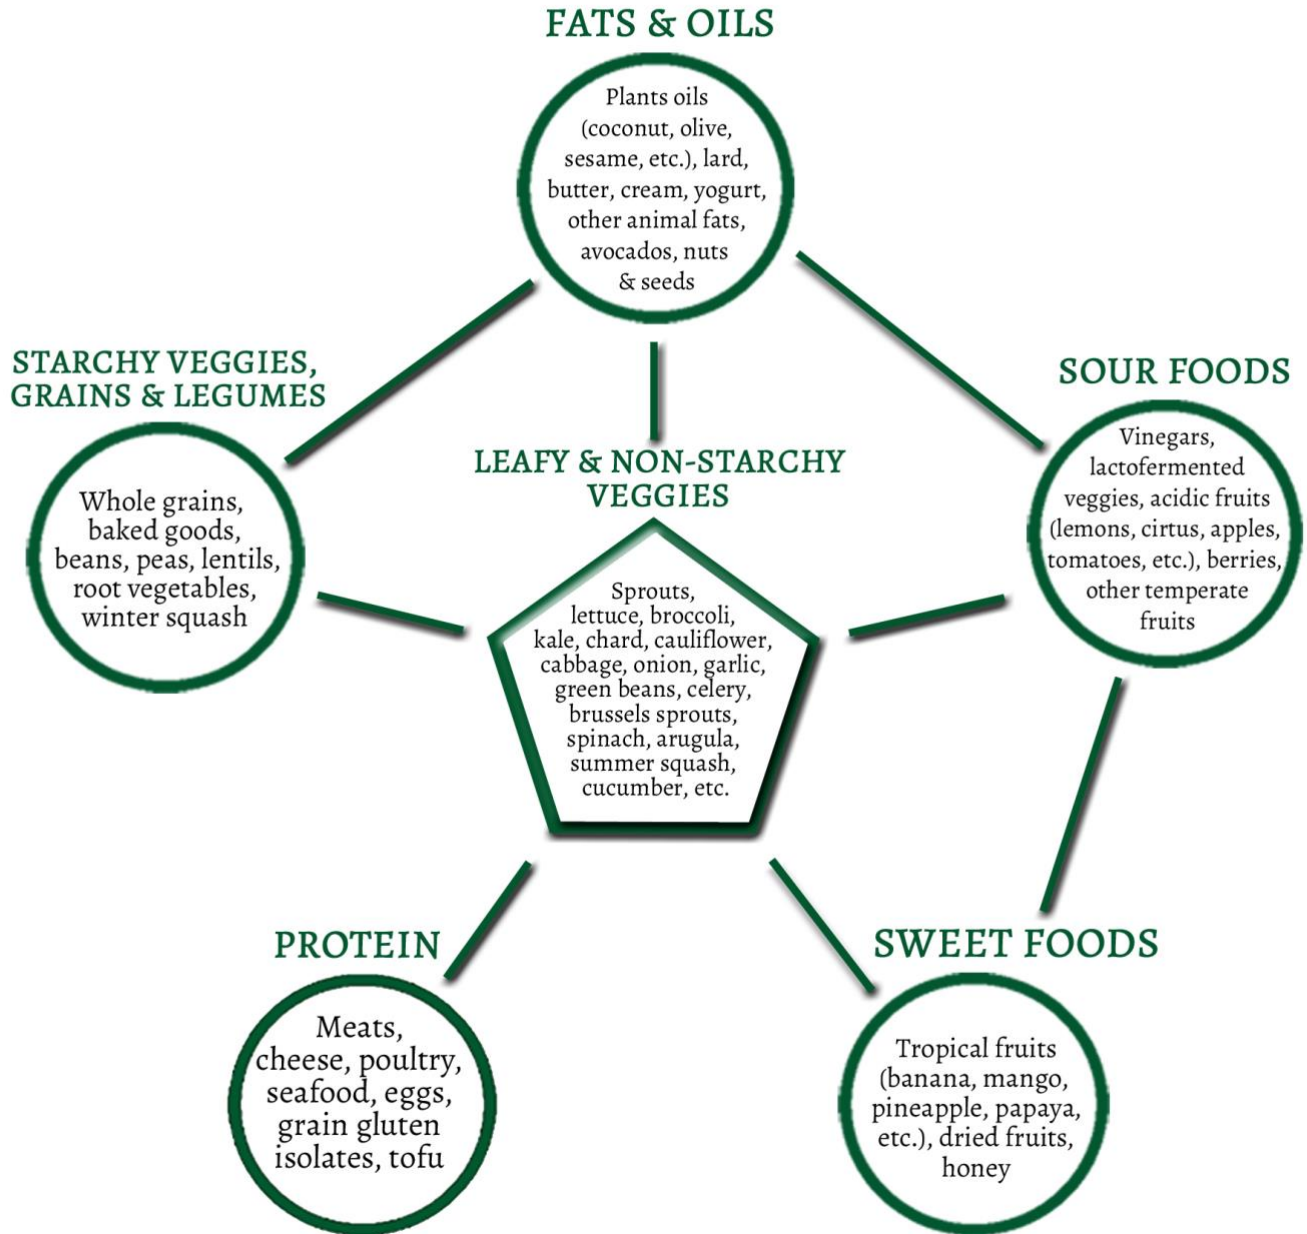 FATS & OILS
Plants oils
(coconut, olive,
sesame, etc.), lard,
butter, cream, yogurt,
other animal fats,
avocados, nuts
& seeds
STARCHY VEGGIES,
GRAINS & LEGUMES
Whole grains,
baked goods,
beans, peas, lentils,
root vegetables,
winter squash
LEAFY & NON-STARCHY
VEGGIES
Sprouts,
lettuce, broccoli,
kale, chard, cauliflower,
cabbage, onion, garlic,
green beans, celery,
brussels sprouts,
spinach, arugula,
summer squash,
cucumber, etc.
SOUR FOODS
Vinegars,
lactofermented
veggies, acidic fruits
(lemons, cirtus, apples,
tomatoes, etc.), berries,
other temperate
fruits
PROTEIN
Meats,
cheese, poultry,
seafood, eggs,
grain gluten
isolates, tofu
SWEET FOODS
Tropical fruits
(banana, mango,
pineapple, papaya,
etc.), dried fruits,
honey